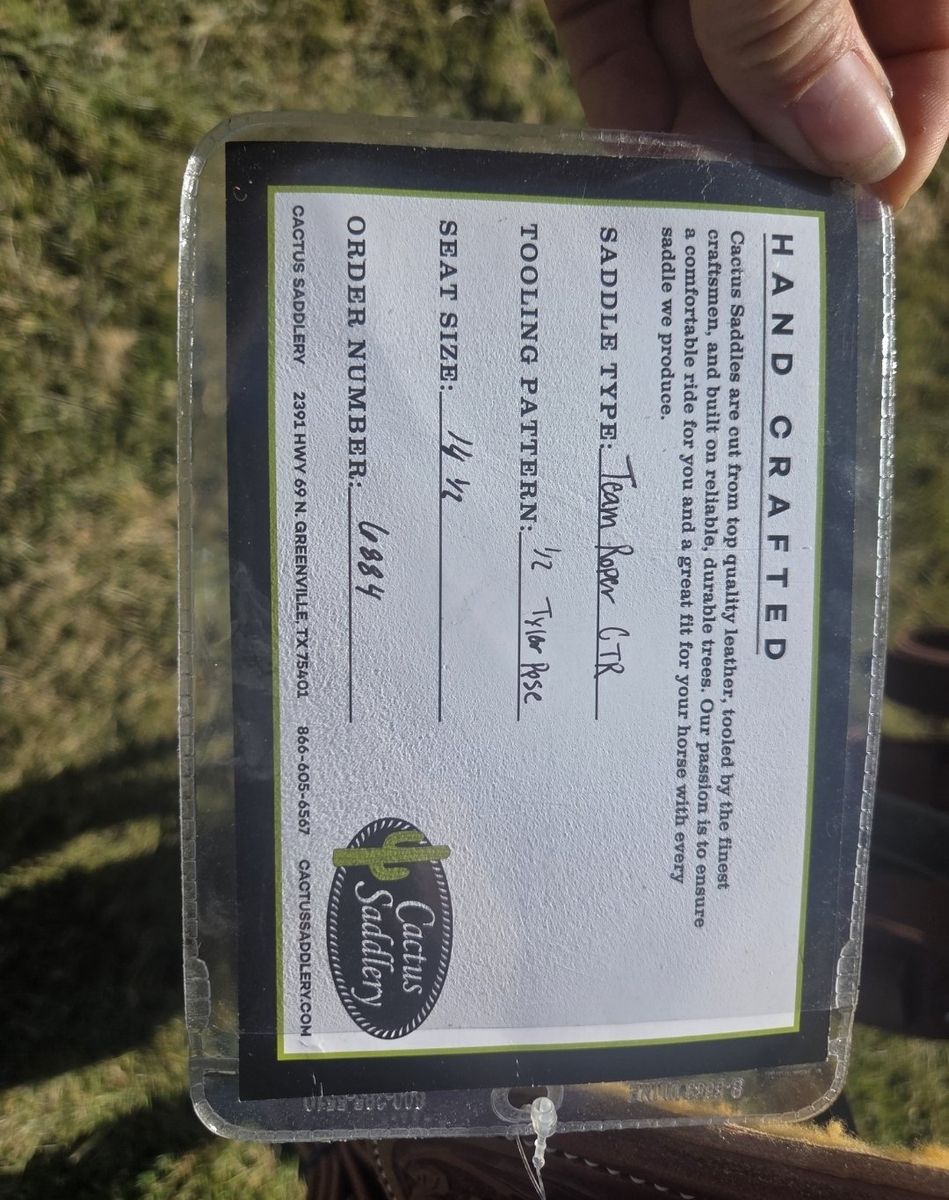 HAND CRAFTED
Cactus Saddles are cut from top quality leather, tooled by the finest
craftsmen, and built on reliable, durable trees. Our passion is to ensure
a comfortable ride for you and a great fit for your horse with every
saddle we produce.
SADDLE TYPE: Team Roper CTR
TOOLING PATTERN: 1/2 Tyler Rose
SEAT SIZE: 14 1/2
ORDER NUMBER: 6884
Cactus
Saddlery
CACTUS SADDLERY 2391 HWY 69 N. GREENVILLE, TX 75401 866-605-6567 CACTUSSADDLERY.COM